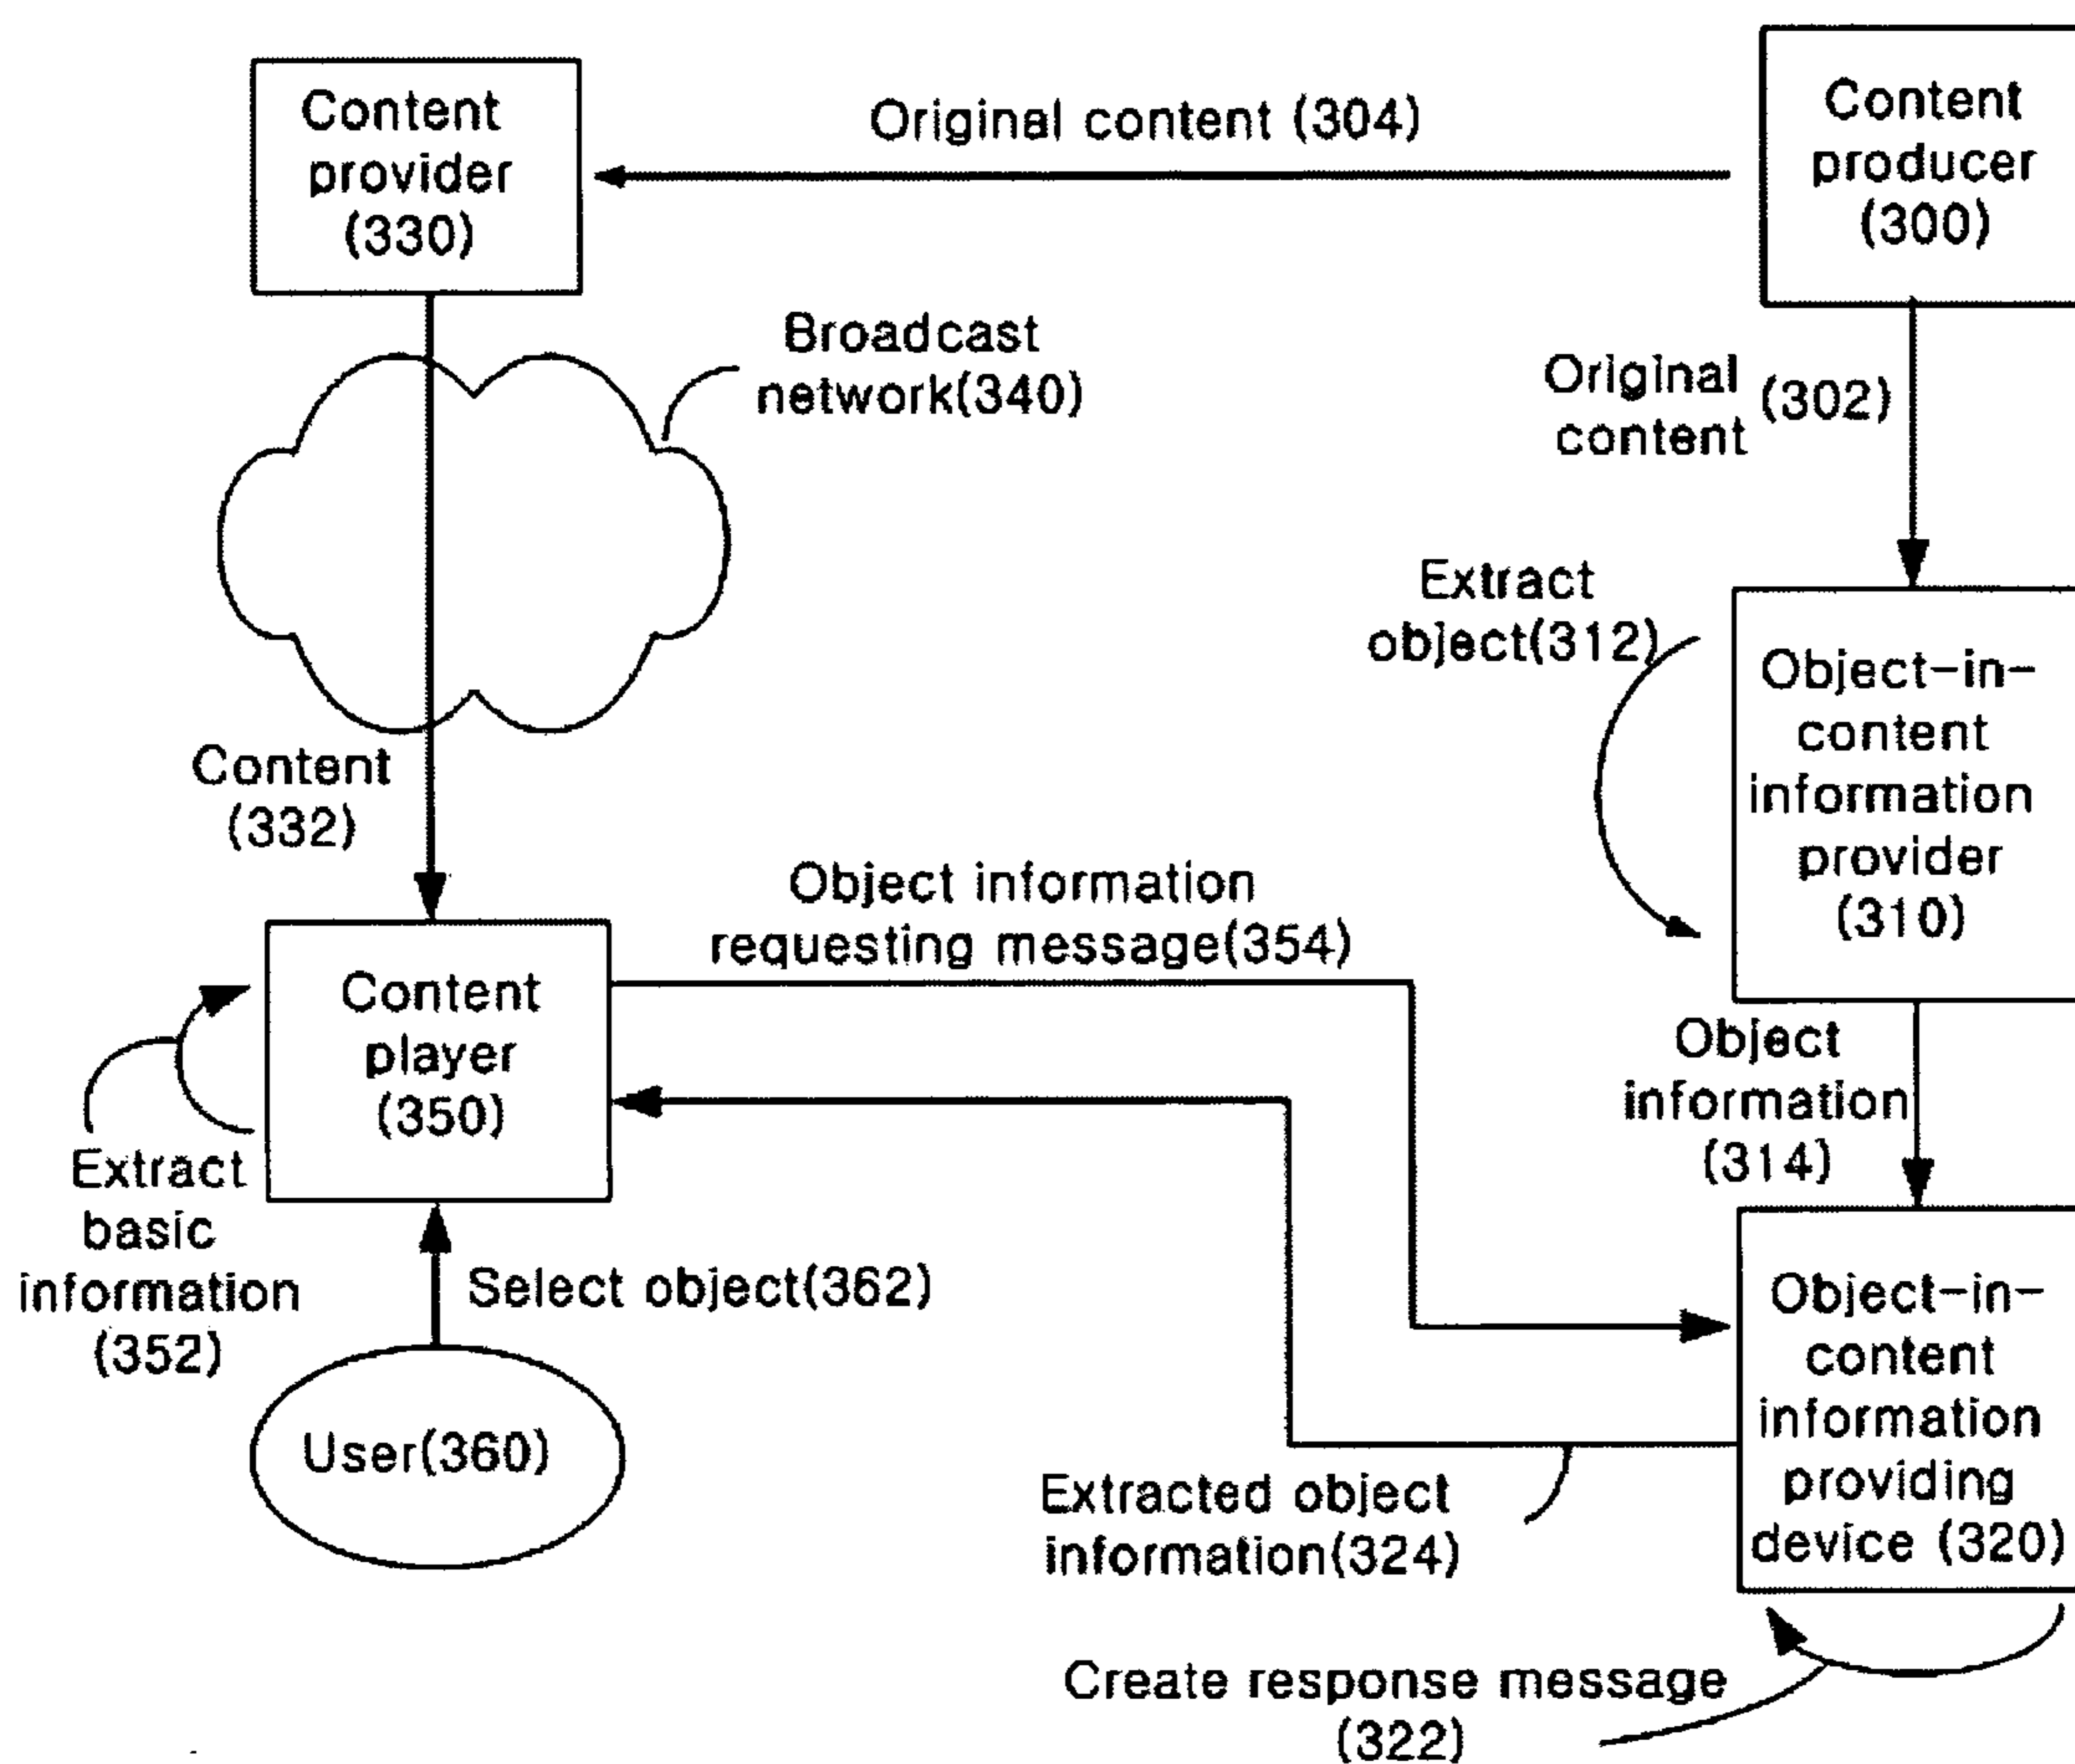 Content
provider
(330)
Original content (304)
Content
producer
(300)
Broadcast
network(340)
Original
content
(302)
Extract
object(312)
Object-in-
content
information
provider
(310)
Content
(332)
Object information
requesting message(354)
Content
player
(350)
Object
information
(314)
Extract
basic
information
(352)
Select object(362)
User(360)
Object-in-
content
information
providing
device (320)
Extracted object
information(324)
Create response message
(322)